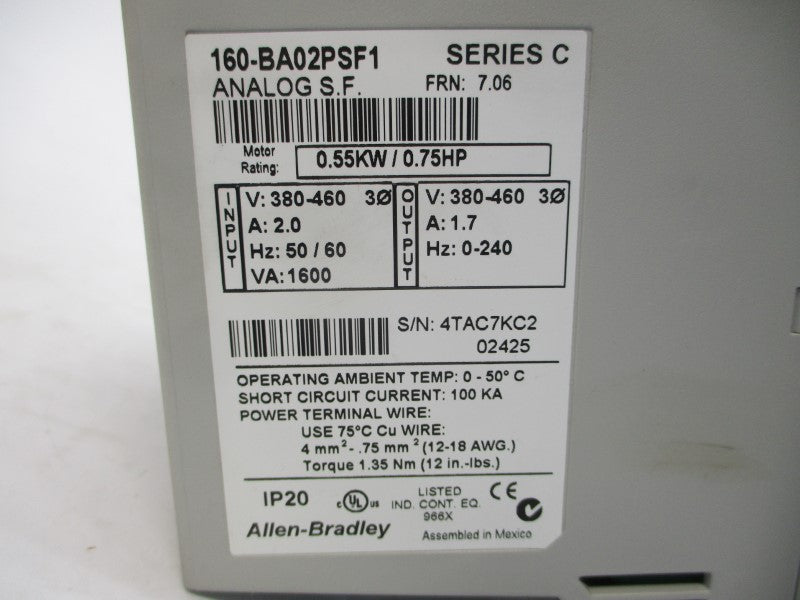 160-BA02PSF1 SERIES C
ANALOG S.F. FRN: 7.06
Motor
Rating: 0.55KW / 0.75HP
INPUT
V: 380-460 3Ø
A: 2.0
Hz: 50 / 60
VA: 1600
OUTPUT
V: 380-460 3Ø
A: 1.7
Hz: 0-240
S/N: 4TAC7KC2
02425
OPERATING AMBIENT TEMP: 0 - 50° C
SHORT CIRCUIT CURRENT: 100 KA
POWER TERMINAL WIRE:
USE 75°C Cu WIRE:
4 mm²- .75 mm² (12-18 AWG.)
Torque 1.35 Nm (12 in.-lbs.)
IP20 c UL US LISTED CE
IND. CONT. EQ.
966X
Allen-Bradley Assembled in Mexico